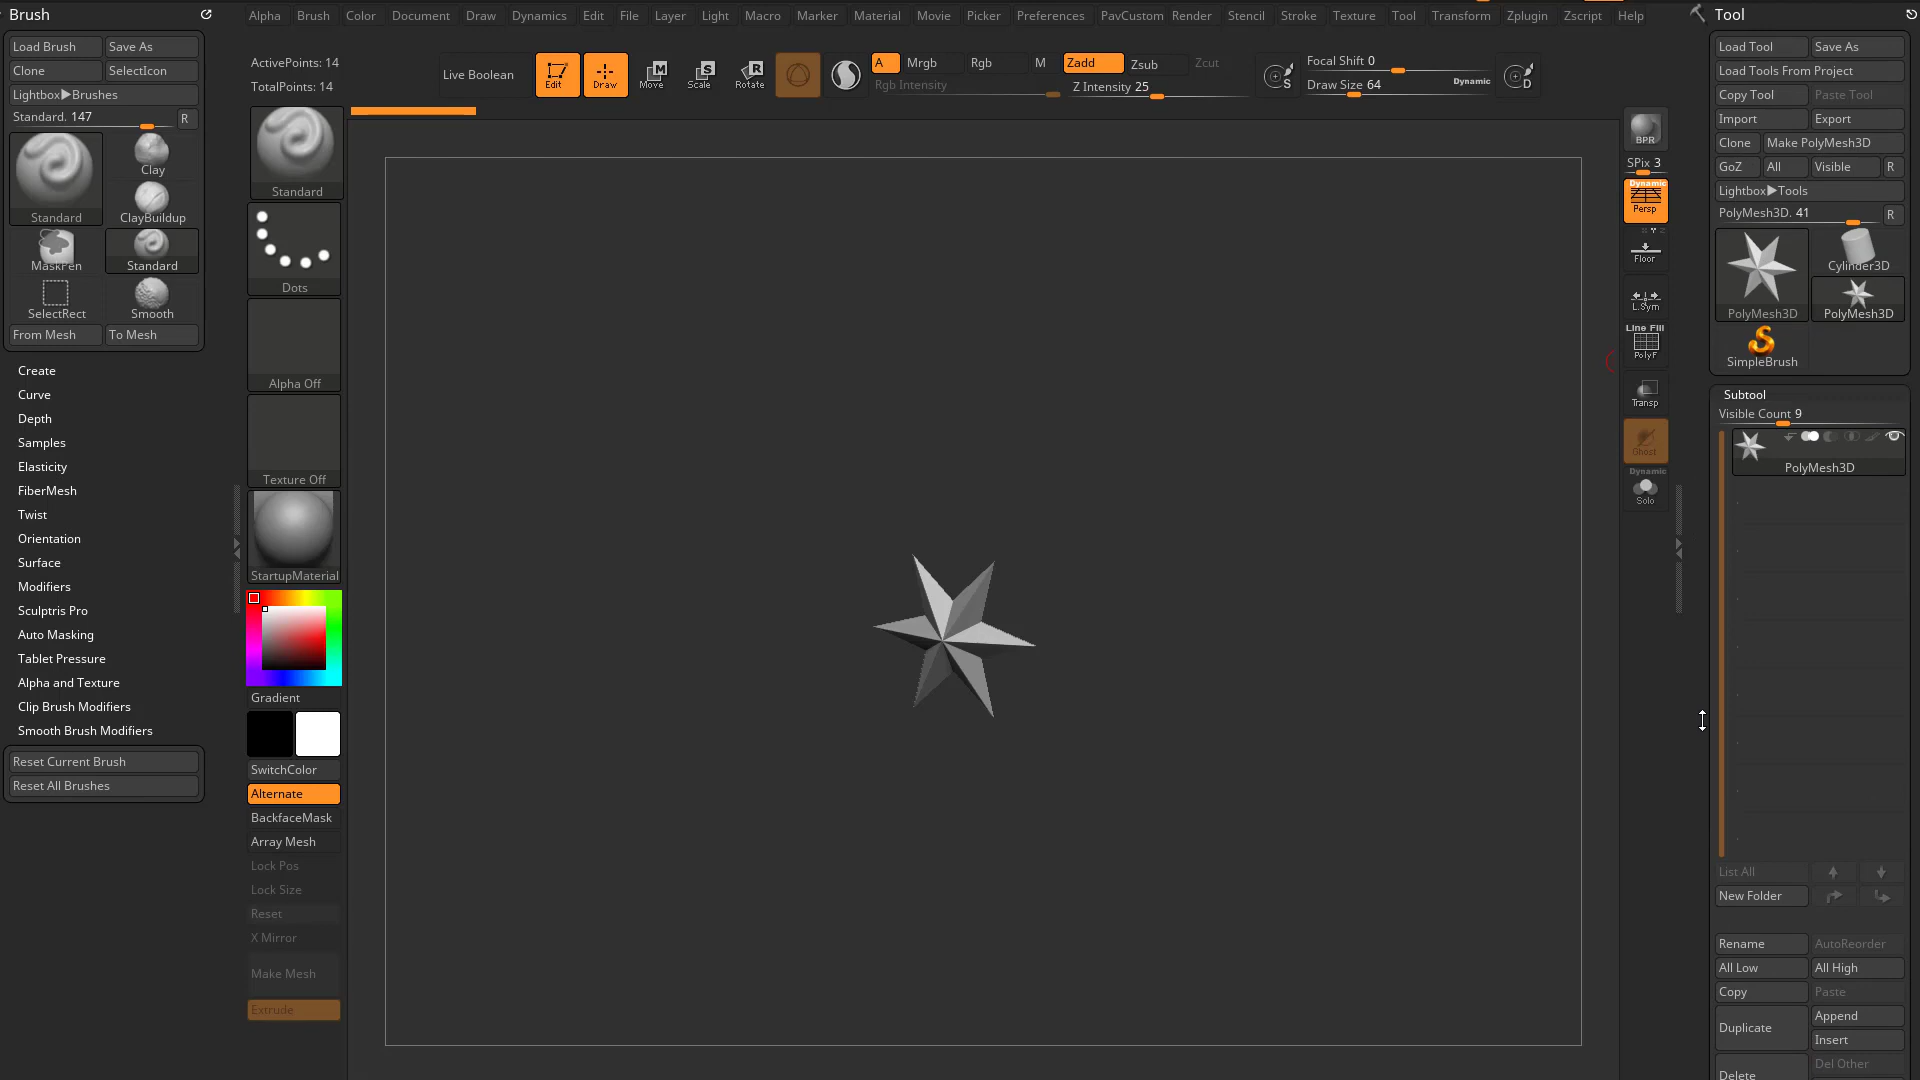 Brush
Alpha Brush Color Document Draw Dynamics Edit File Layer Light Macro Marker Material Movie Picker Preferences PavCustom Render Stencil Stroke Texture Tool Transform Zplugin Zscript Help
Tool
Load Brush Save As
Clone SelectIcon
Lightbox▶Brushes
Standard. 147 R
Standard
Clay
ClayBuildup
MaskPen
Standard
SelectRect
Smooth
From Mesh To Mesh
Create
Curve
Depth
Samples
Elasticity
FiberMesh
Twist
Orientation
Surface
Modifiers
Sculptris Pro
Auto Masking
Tablet Pressure
Alpha and Texture
Clip Brush Modifiers
Smooth Brush Modifiers
Reset Current Brush
Reset All Brushes
ActivePoints: 14
TotalPoints: 14
Live Boolean
Edit
Draw
M
Move
S
Scale
R
Rotate
A Mrgb Rgb M
Rgb Intensity
Zadd Zsub Zcut
Z Intensity 25
S
Focal Shift 0
Draw Size 64 Dynamic
D
Standard
Dots
Alpha Off
Texture Off
StartupMaterial
Gradient
SwitchColor
Alternate
BackfaceMask
Array Mesh
Lock Pos
Lock Size
Reset
X Mirror
Make Mesh
Extrude
BPR
SPix 3
Dynamic
Persp
Floor
L.Sym
Line Fill
PolyF
Transp
Ghost
Dynamic
Solo
Load Tool Save As
Load Tools From Project
Copy Tool Paste Tool
Import Export
Clone Make PolyMesh3D
GoZ All Visible R
Lightbox▶Tools
PolyMesh3D. 41 R
PolyMesh3D
Cylinder3D
PolyMesh3D
SimpleBrush
Subtool
Visible Count 9
PolyMesh3D
List All
New Folder
Rename AutoReorder
All Low All High
Copy Paste
Duplicate Append
Insert
Delete Del Other